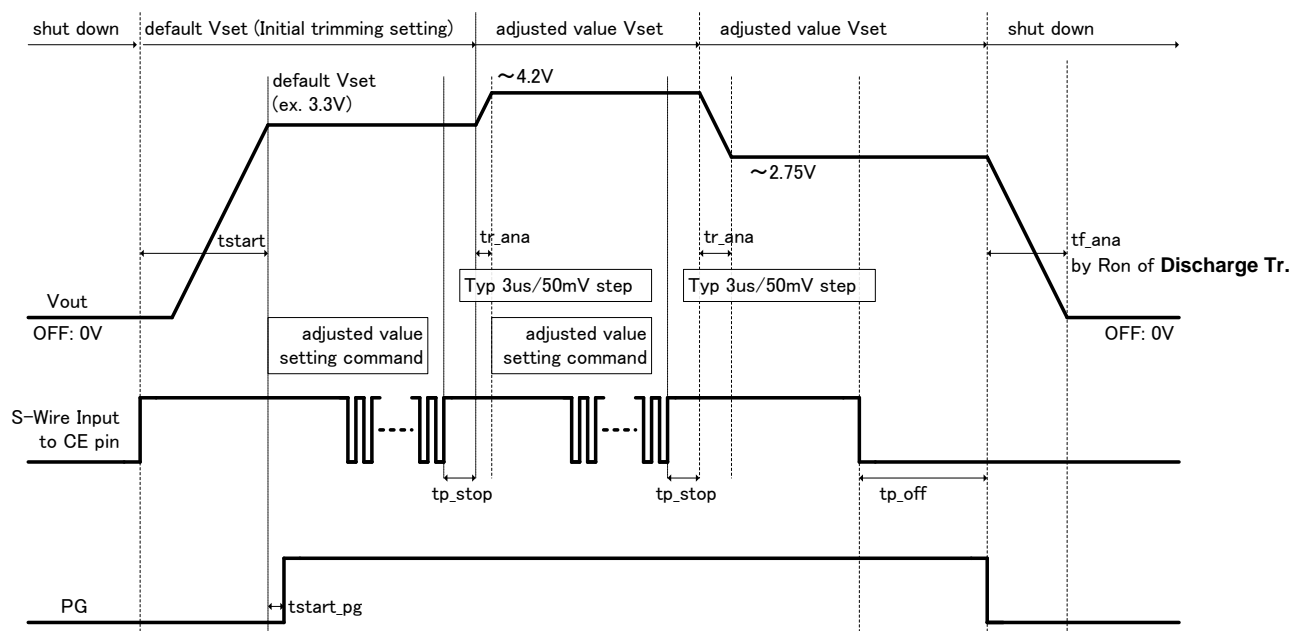 shut down
default Vset (Initial trimming setting)
adjusted value Vset
adjusted value Vset
shut down
default Vset
(ex. 3.3V)
～4.2V
～2.75V
tstart
tr_ana
tr_ana
tf_ana
by Ron of Discharge Tr.
Typ 3us/50mV step
Typ 3us/50mV step
Vout
OFF: 0V
OFF: 0V
adjusted value
setting command
adjusted value
setting command
S-Wire Input
to CE pin
tp_stop
tp_stop
tp_off
PG
tstart_pg